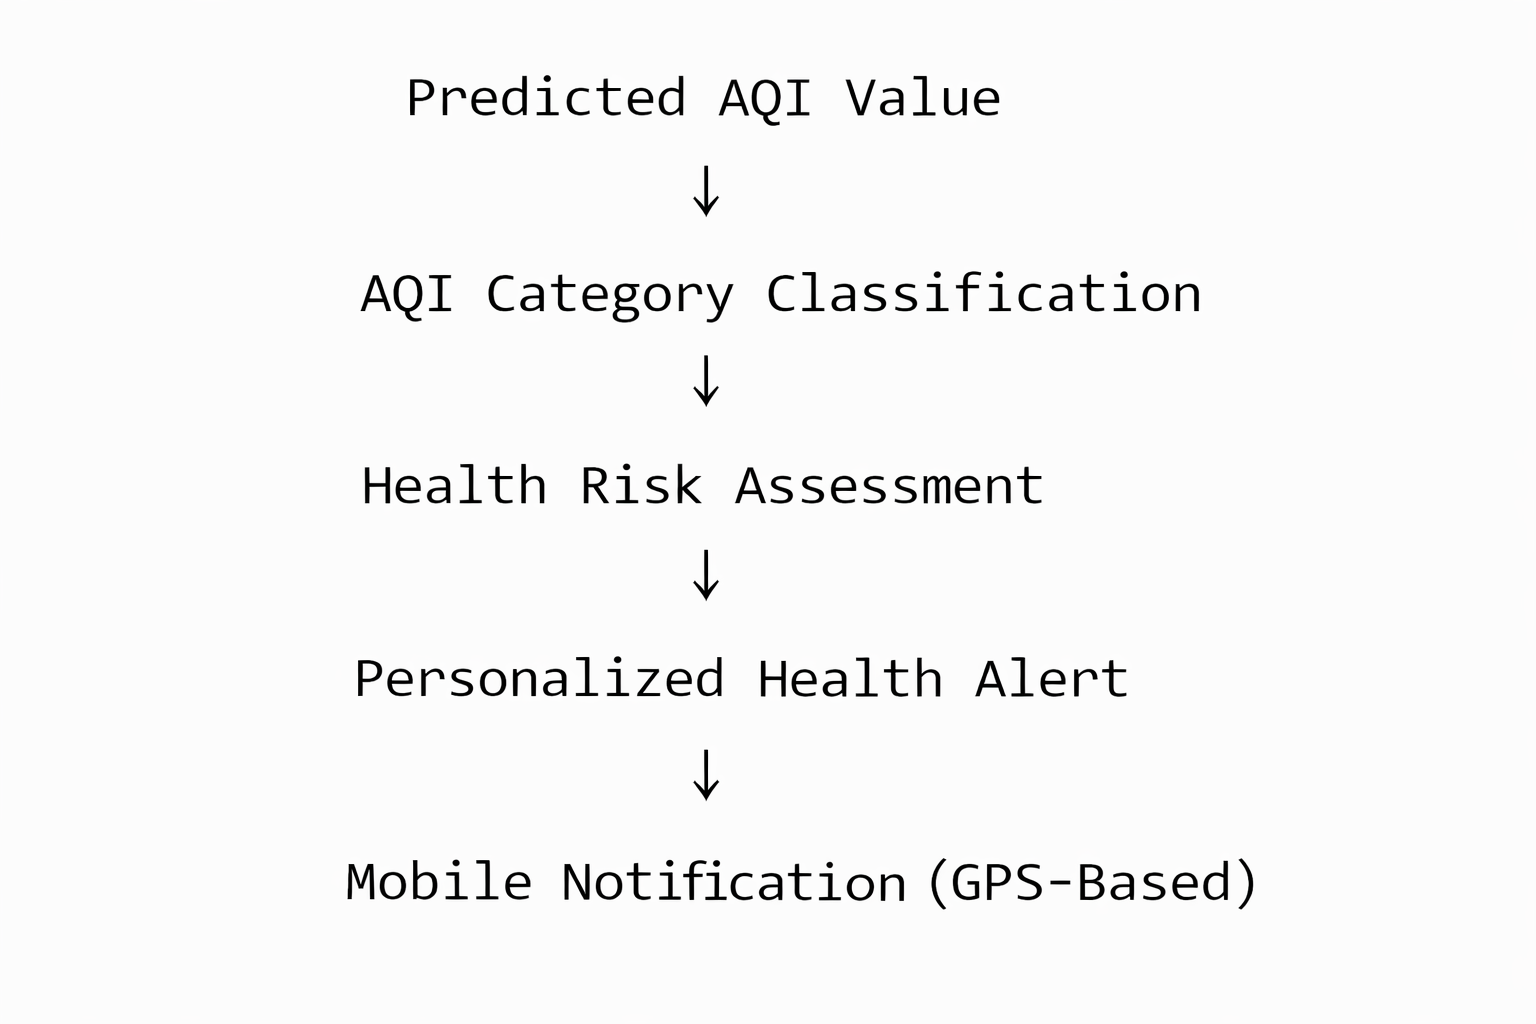 Predicted AQI Value
↓
AQI Category Classification
↓
Health Risk Assessment
↓
Personalized Health Alert
↓
Mobile Notification (GPS-Based)